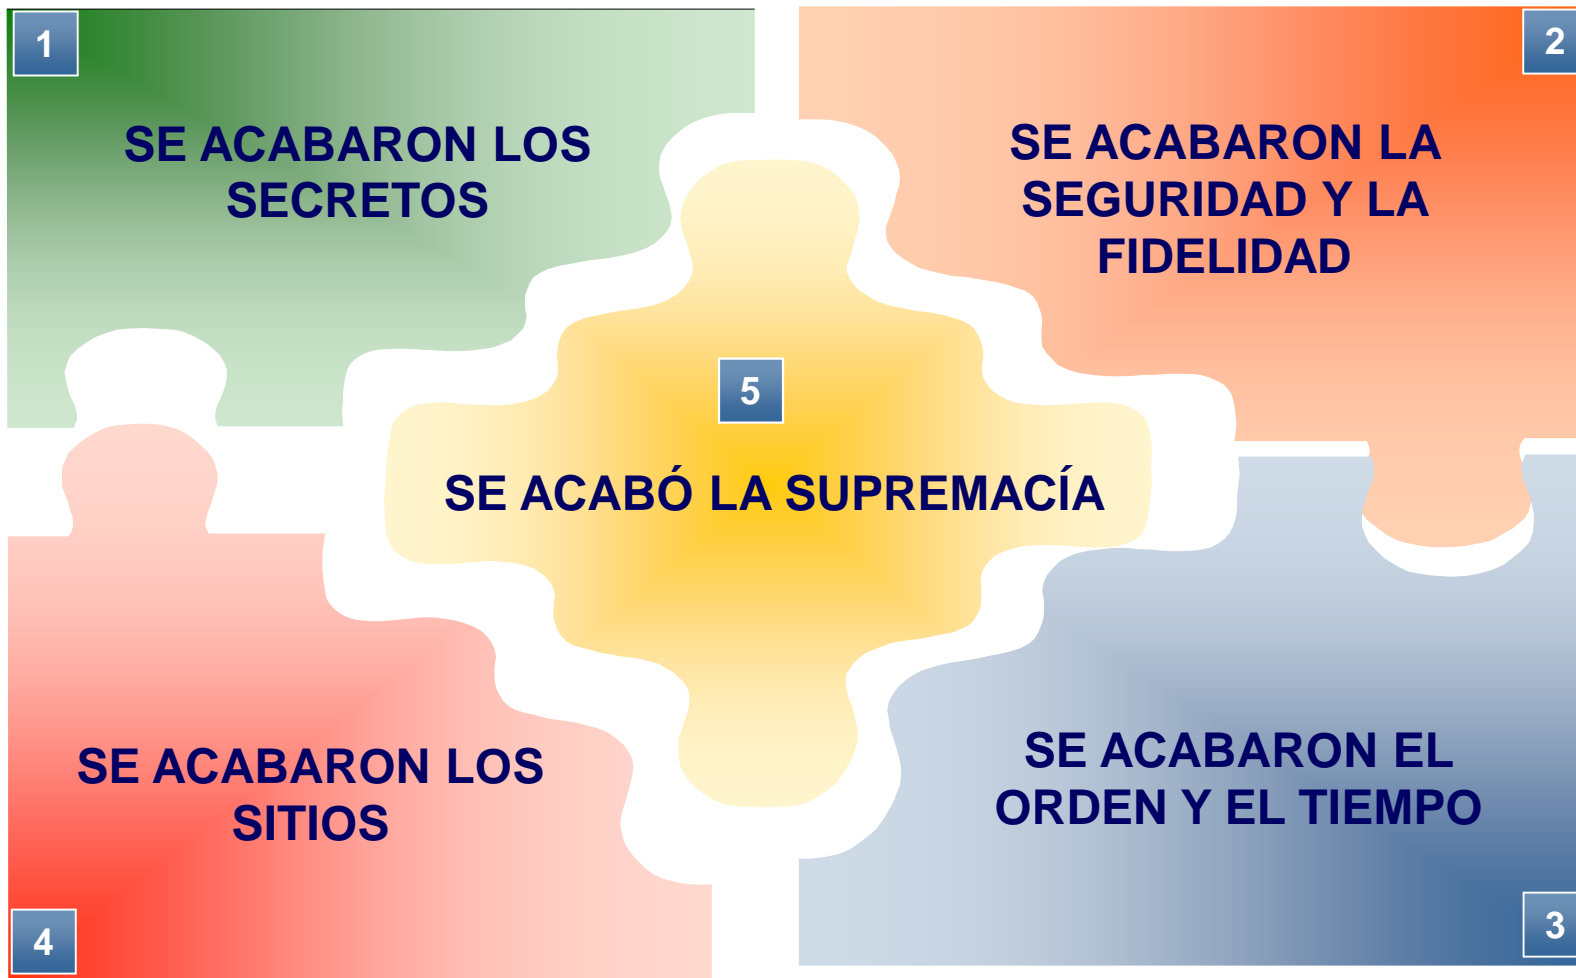 1
SE ACABARON LOS
SECRETOS
2
SE ACABARON LA
SEGURIDAD Y LA
FIDELIDAD
5
SE ACABÓ LA SUPREMACÍA
SE ACABARON LOS
SITIOS
4
SE ACABARON EL
ORDEN Y EL TIEMPO
3